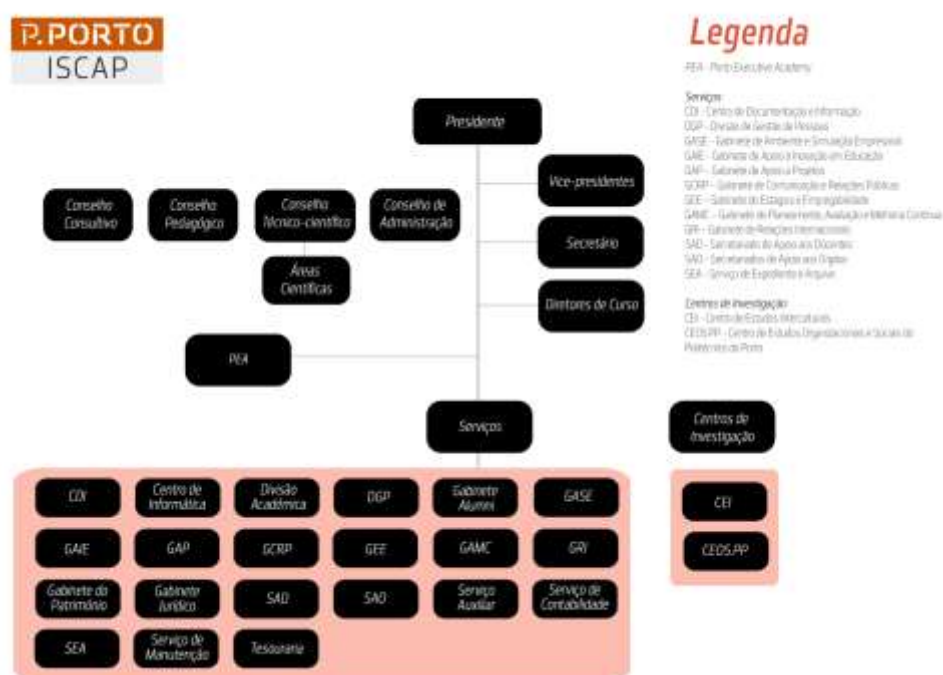 P.PORTO
ISCAP
Legenda
PEA - Porto Executive Academy
Serviços
CDI - Centro de Documentação e Informação
DGP - Divisão de Gestão de Pessoas
GASE - Gabinete de Ambiente e Simulação Empresarial
GAIE - Gabinete de Apoio à Inovação em Educação
GAP - Gabinete de Apoio a Projetos
GCRP - Gabinete de Comunicação e Relações Públicas
GEE - Gabinete de Estágios e Empregabilidade
GAMC - Gabinete de Planeamento, Avaliação e Melhoria Contínua
GRI - Gabinete de Relações Internacionais
SAD - Secretariado de Apoio aos Docentes
SAO - Secretariados de Apoio aos Órgãos
SEA - Serviço de Expediente e Arquivo
Centros de Investigação
CEI - Centro de Estudos Interculturais
CEOS.PP - Centro de Estudos Organizacionais e Sociais do
Politécnico do Porto
Presidente
Vice-presidentes
Secretário
Diretores de Curso
Conselho
Consultivo
Conselho
Pedagógico
Conselho
Técnico-científico
Conselho de
Administração
Áreas
Científicas
PEA
Serviços
Centros de
Investigação
CDI
Centro de
Informática
Divisão
Académica
DGP
Gabinete
Alumni
GASE
GAIE
GAP
GCRP
GEE
GAMC
GRI
Gabinete do
Património
Gabinete
Jurídico
SAD
SAO
Serviço
Auxiliar
Serviço de
Contabilidade
SEA
Serviço de
Manutenção
Tesouraria
CEI
CEOS.PP